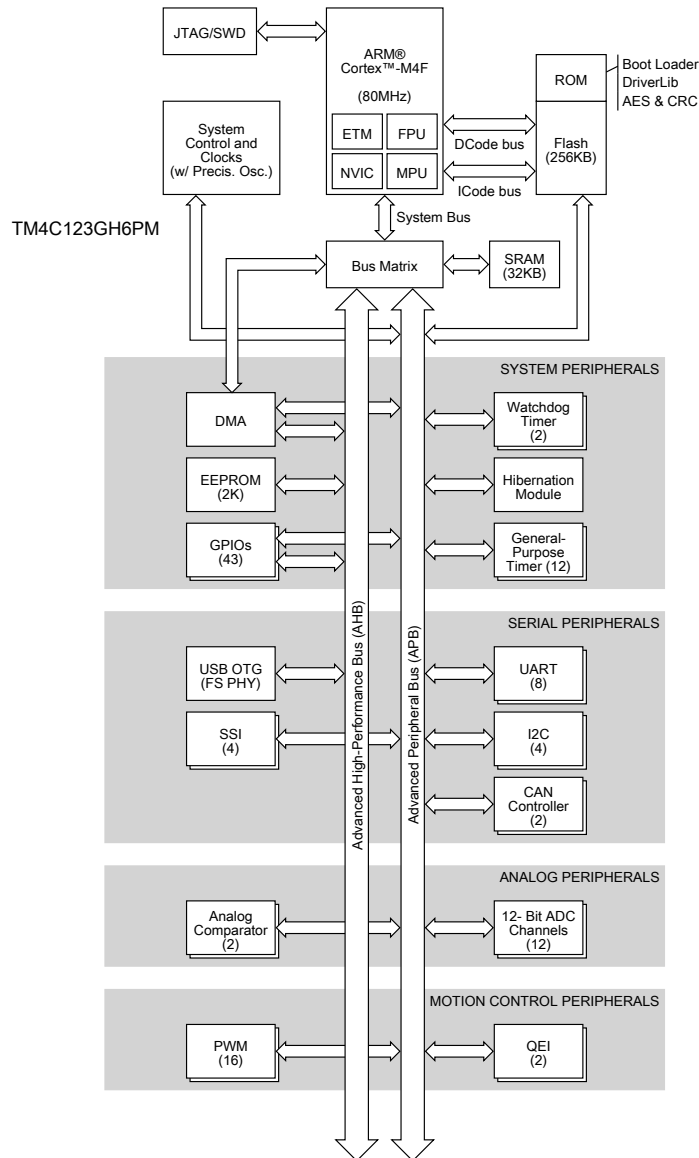 JTAG/SWD
ARM®
Cortex™-M4F
(80MHz)
ETM
FPU
NVIC
MPU
ROM
Boot Loader
DriverLib
AES & CRC
Flash
(256KB)
DCode bus
ICode bus
System
Control and
Clocks
(w/ Precis. Osc.)
TM4C123GH6PM
System Bus
Bus Matrix
SRAM
(32KB)
SYSTEM PERIPHERALS
DMA
Watchdog
Timer
(2)
EEPROM
(2K)
Hibernation
Module
GPIOs
(43)
General-
Purpose
Timer (12)
Advanced High-Performance Bus (AHB)
Advanced Peripheral Bus (APB)
SERIAL PERIPHERALS
USB OTG
(FS PHY)
UART
(8)
SSI
(4)
I2C
(4)
CAN
Controller
(2)
ANALOG PERIPHERALS
Analog
Comparator
(2)
12- Bit ADC
Channels
(12)
MOTION CONTROL PERIPHERALS
PWM
(16)
QEI
(2)